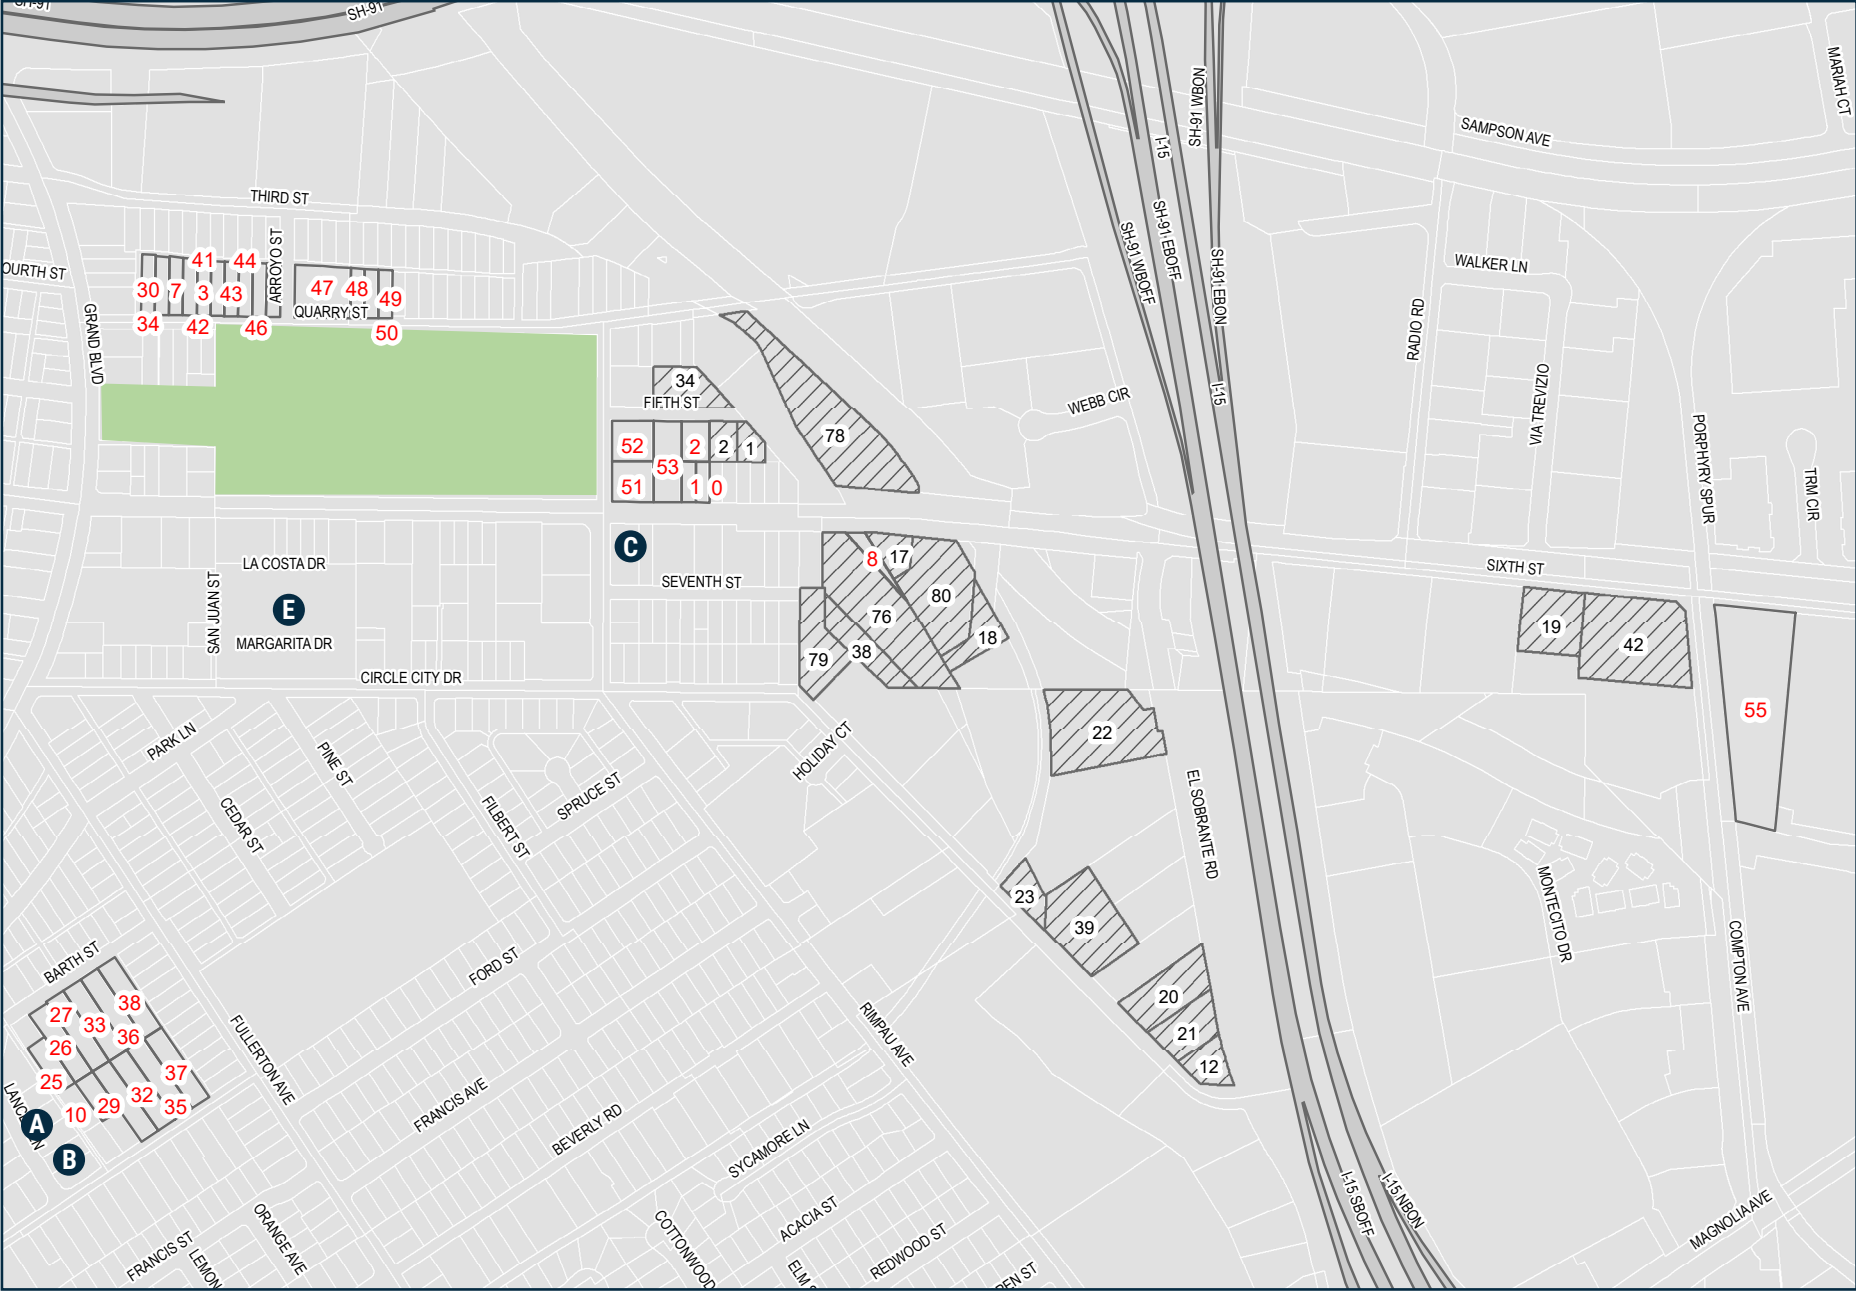 SH-91
SH-91
SH-91 WBON
MARIAH CT
SAMPSON AVE
I-15
THIRD ST
SH-91 WBOFF
SH-91 EBOFF
SH-91 EBON
ARROYO ST
41
44
OURTH ST
WALKER LN
30
7
3
43
47
48
49
QUARRY ST
34
42
46
50
GRAND BLVD
RADIO RD
34
FIFTH ST
WEBB CIR
I-15
VIA TREVIZIO
78
52
2
2
1
53
51
1
0
PORPHYRY SPUR
TRM CIR
C
8
17
LA COSTA DR
SEVENTH ST
SIXTH ST
SAN JUAN ST
E
80
76
MARGARITA DR
79
38
18
19
42
CIRCLE CITY DR
55
22
PARK LN
PINE ST
HOLIDAY CT
SPRUCE ST
CEDAR ST
FILBERT ST
EL SOBRANTE RD
23
39
MONTECITO DR
COMPTON AVE
BARTH ST
FORD ST
20
38
27
33
36
26
21
RIMPAU AVE
FULLERTON AVE
12
37
25
32
29
35
10
FRANCIS AVE
BEVERLY RD
A
B
SYCAMORE LN
I-15 SBOFF
I-15 NBON
MAGNOLIA AVE
ACACIA ST
COTTONWOOD
ORANGE AVE
REDWOOD ST
FRANCIS ST
LEMON